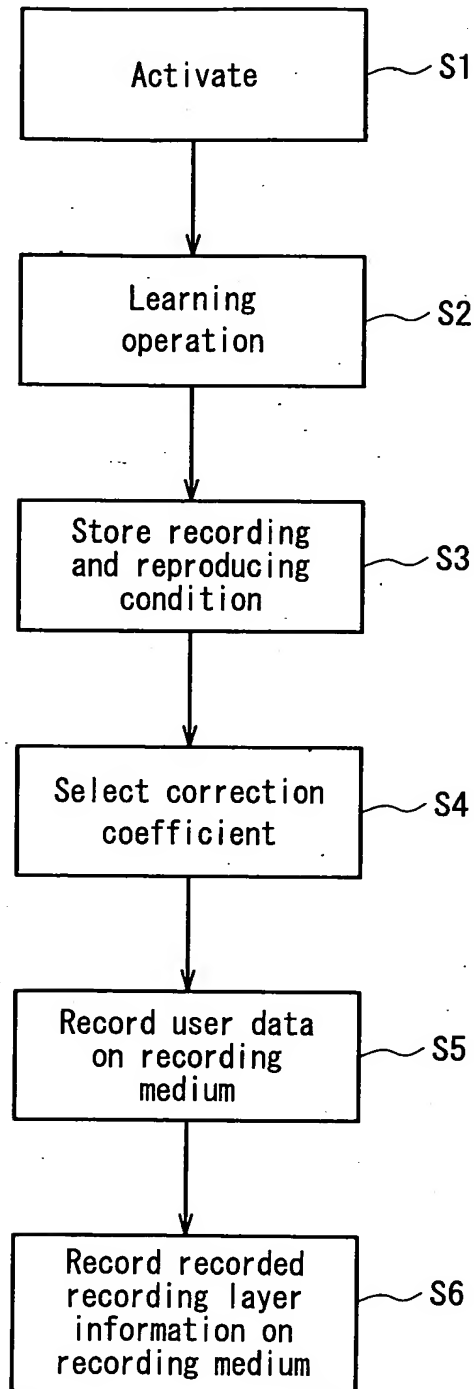 Activate
S1
Learning
operation
S2
Store recording
and reproducing
condition
S3
Select correction
coefficient
S4
Record user data
on recording
medium
S5
Record recorded
recording layer
information on
recording medium
S6